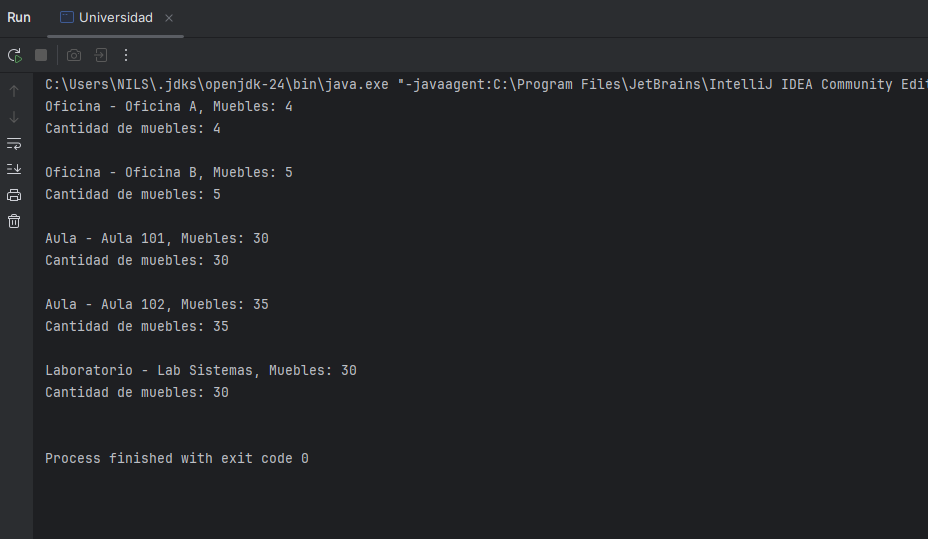 Run Universidad
C:\Users\NILS\.jdks\openjdk-24\bin\java.exe "-javaagent:C:\Program Files\JetBrains\IntelliJ IDEA Community Edit
Oficina - Oficina A, Muebles: 4
Cantidad de muebles: 4
Oficina - Oficina B, Muebles: 5
Cantidad de muebles: 5
Aula - Aula 101, Muebles: 30
Cantidad de muebles: 30
Aula - Aula 102, Muebles: 35
Cantidad de muebles: 35
Laboratorio - Lab Sistemas, Muebles: 30
Cantidad de muebles: 30
Process finished with exit code 0